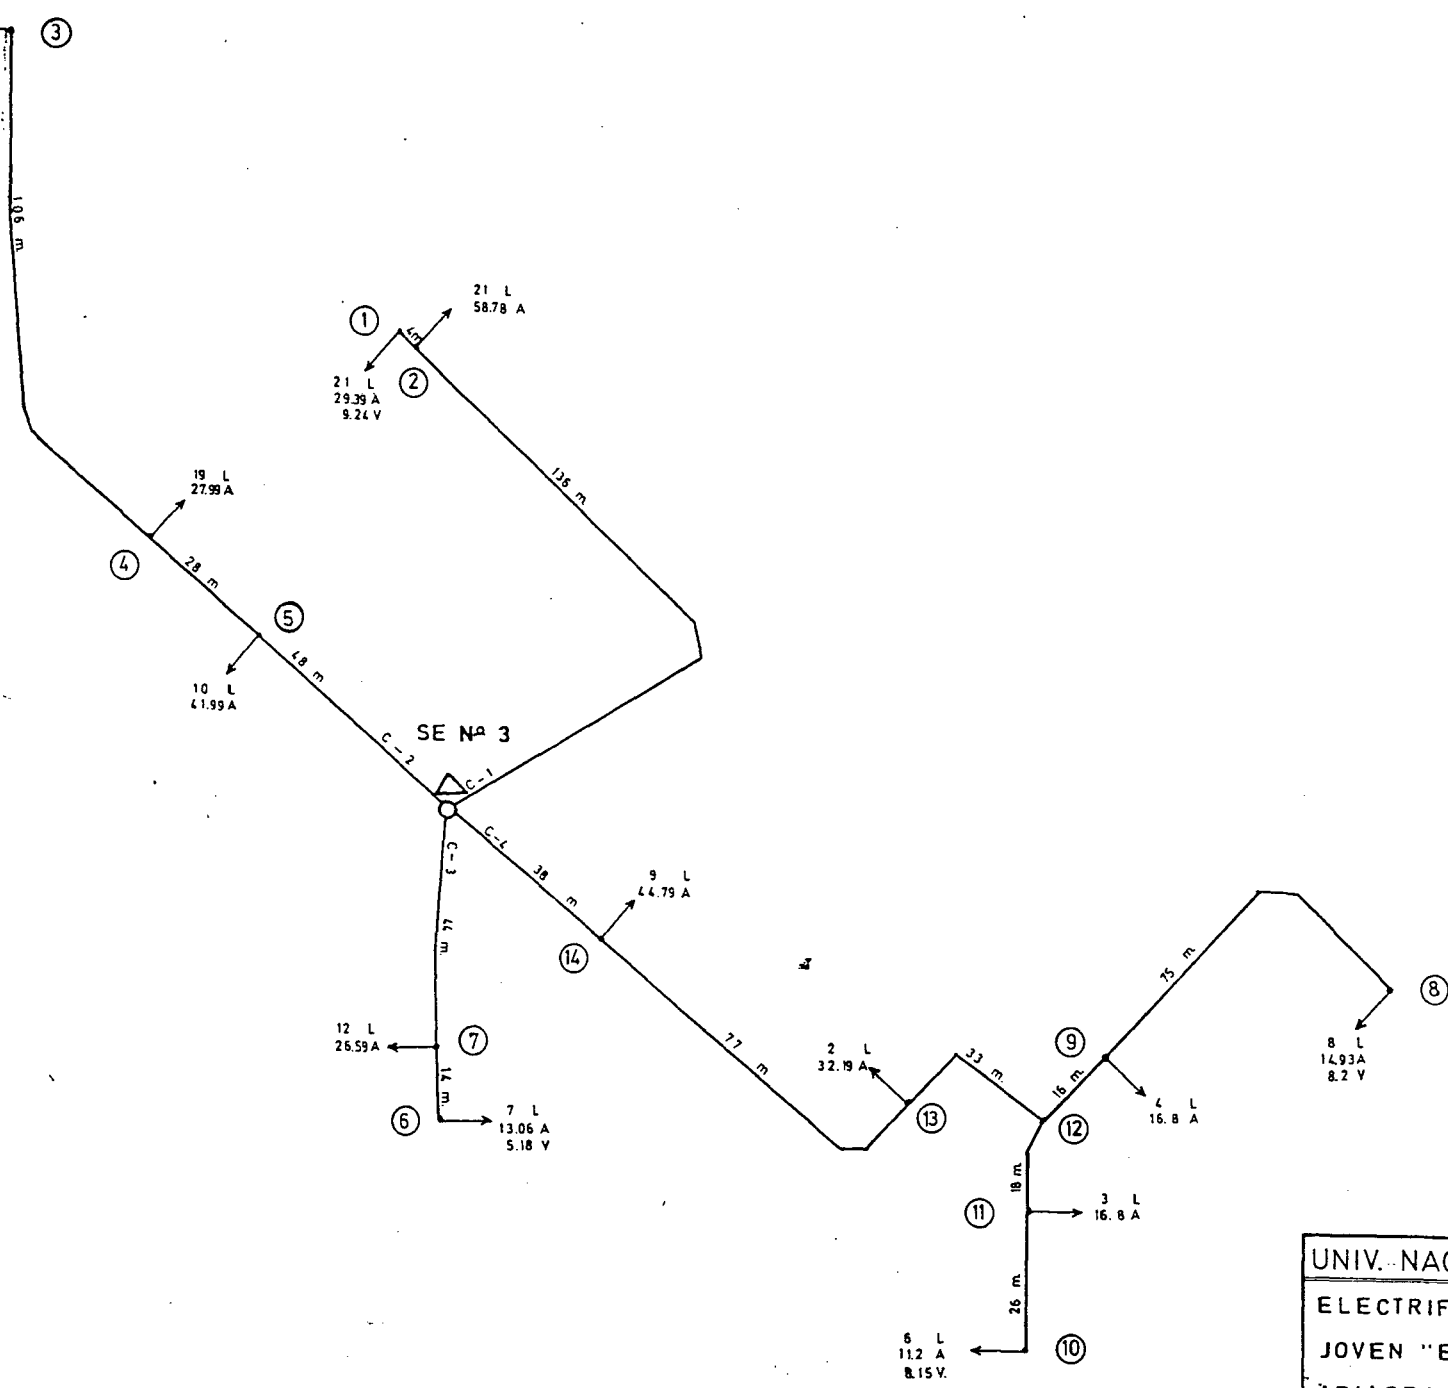 3
106 m.
21 L
58.78 A
1
4m
2
21 L
29.39 A
9.24 V
136 m.
19 L
27.99 A
4
28 m
5
48 m
10 L
41.99 A
C-2
SE Nº 3
C-1
C-4
38 m
C-3
44 m.
9 L
44.79 A
14
77 m
12 L
26.59 A
7
14 m.
6
7 L
13.06 A
5.18 V
2 L
32.19 A
13
33 m.
12
16 m.
9
75 m
8
8 L
14.93 A
8.2 V
4 L
16.8 A
18 m.
11
3 L
16.8 A
26 m.
10
6 L
11.2 A
8.15 V.
UNIV. NAC
ELECTRIF
JOVEN "E